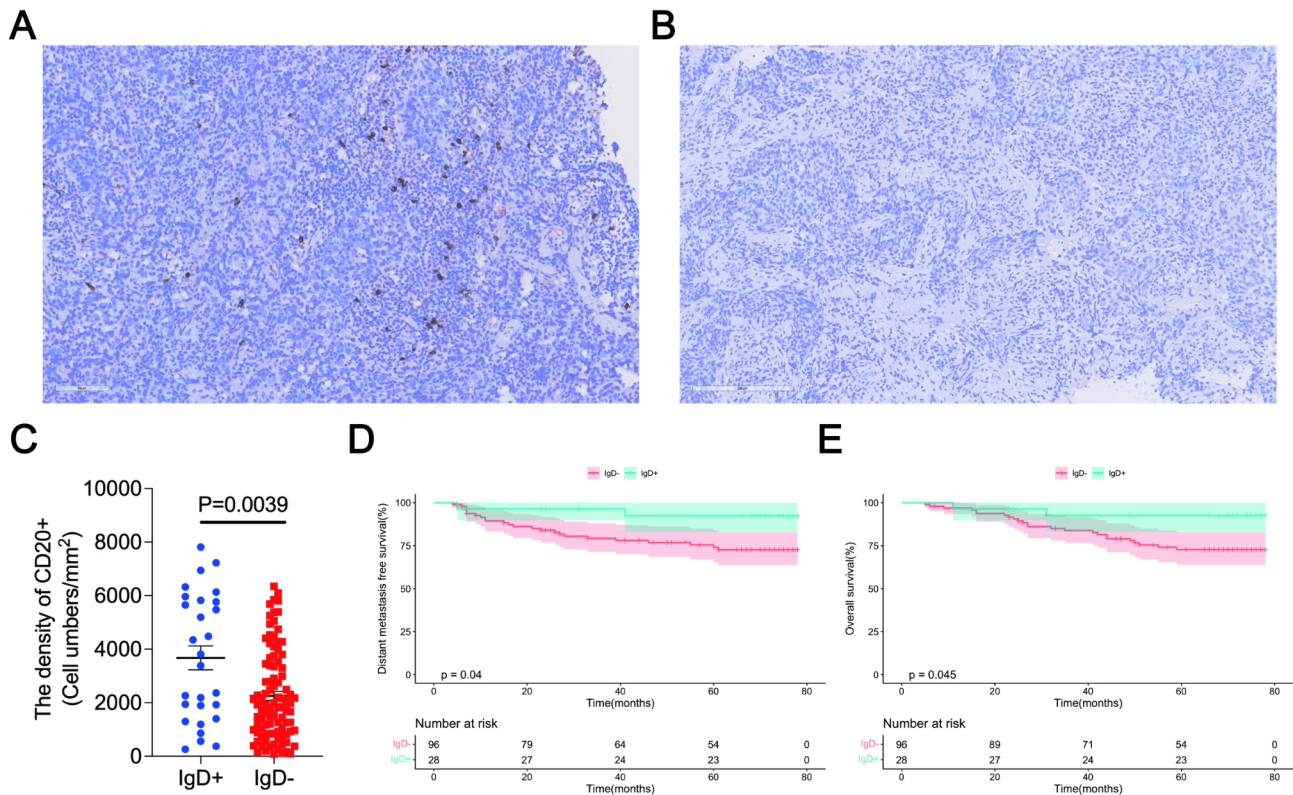 A
B
C
P=0.0039
The density of CD20+
(Cell umbers/mm²)
10000
8000
6000
4000
2000
0
IgD+
IgD-
D
IgD-
IgD+
Distant metastasis free survival(%)
100
75
50
25
0
p = 0.04
0
20
40
60
80
Time(months)
Number at risk
IgD-
96
79
64
54
0
IgD+
28
27
24
23
0
0
20
40
60
80
Time(months)
E
IgD-
IgD+
Overall survival(%)
100
75
50
25
0
p = 0.045
0
20
40
60
80
Time(months)
Number at risk
IgD-
96
89
71
54
0
IgD+
28
27
24
23
0
0
20
40
60
80
Time(months)